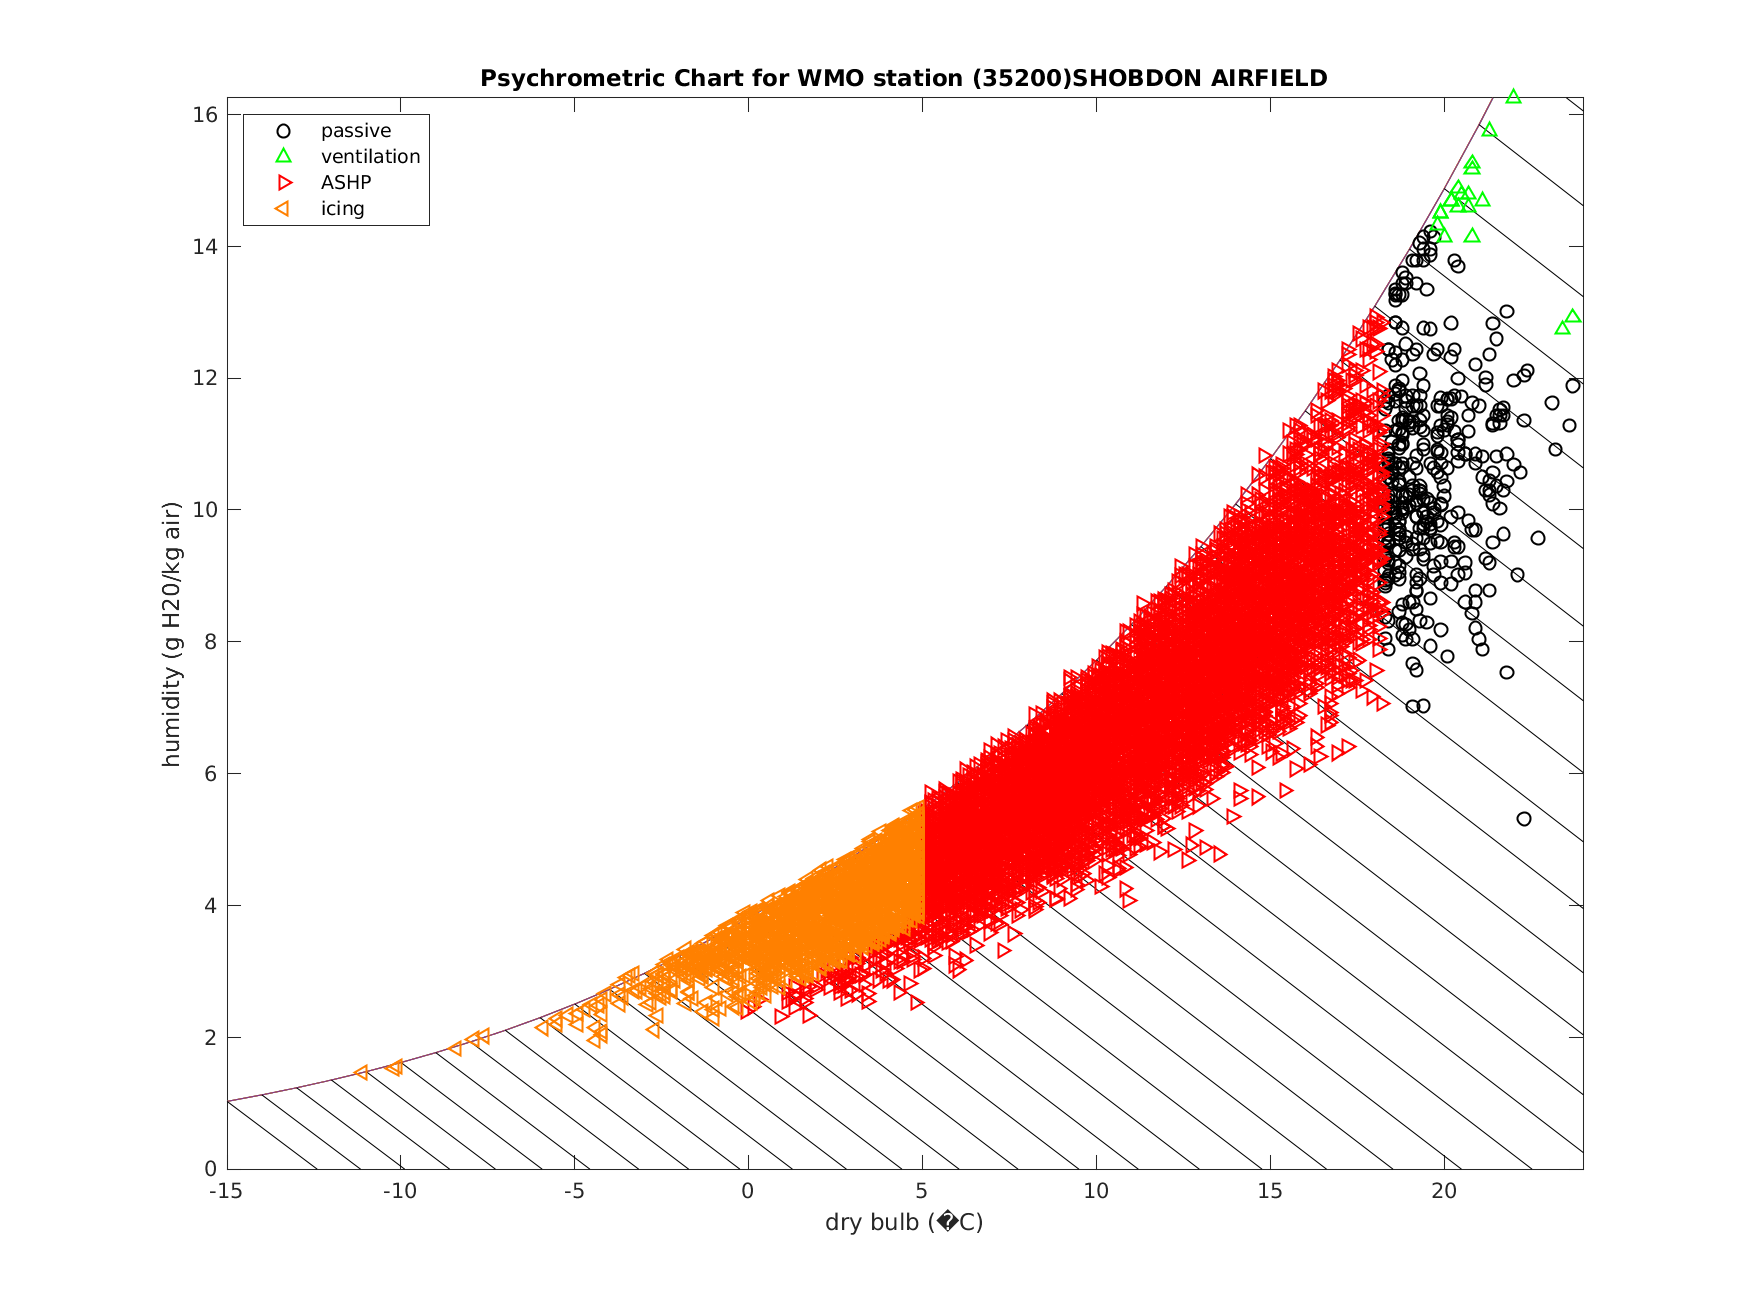 Psychrometric Chart for WMO station (35200)SHOBDON AIRFIELD
passive
ventilation
ASHP
icing
humidity (g H20/kg air)
16
14
12
10
8
6
4
2
0
-15 -10 -5 0 5 10 15 20
dry bulb (�C)